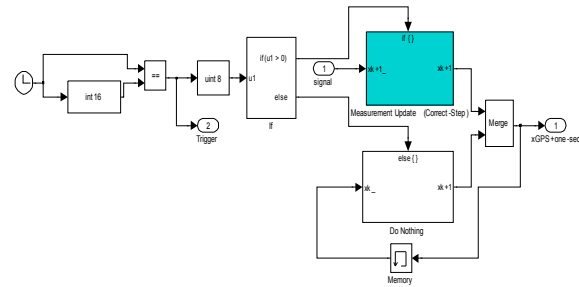 if { }
if(u1 > 0)
1
xk +1_
xk +1
==
uint 8
u1
signal
int 16
else
Measurement Update (Correct -Step )
2
If
Merge
1
Trigger
else { }
xGPS +one -sec
xk _
xk +1
Do Nothing
Memory